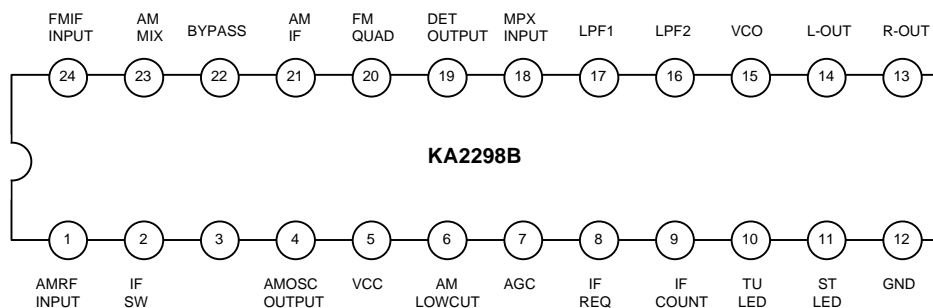 FMIF INPUT
AM MIX
BYPASS
AM IF
FM QUAD
DET OUTPUT
MPX INPUT
LPF1
LPF2
VCO
L-OUT
R-OUT
24 23 22 21 20 19 18 17 16 15 14 13
KA2298B
1 2 3 4 5 6 7 8 9 10 11 12
AMRF INPUT
IF SW
AMOSC OUTPUT
VCC
AM LOWCUT
AGC
IF REQ
IF COUNT
TU LED
ST LED
GND